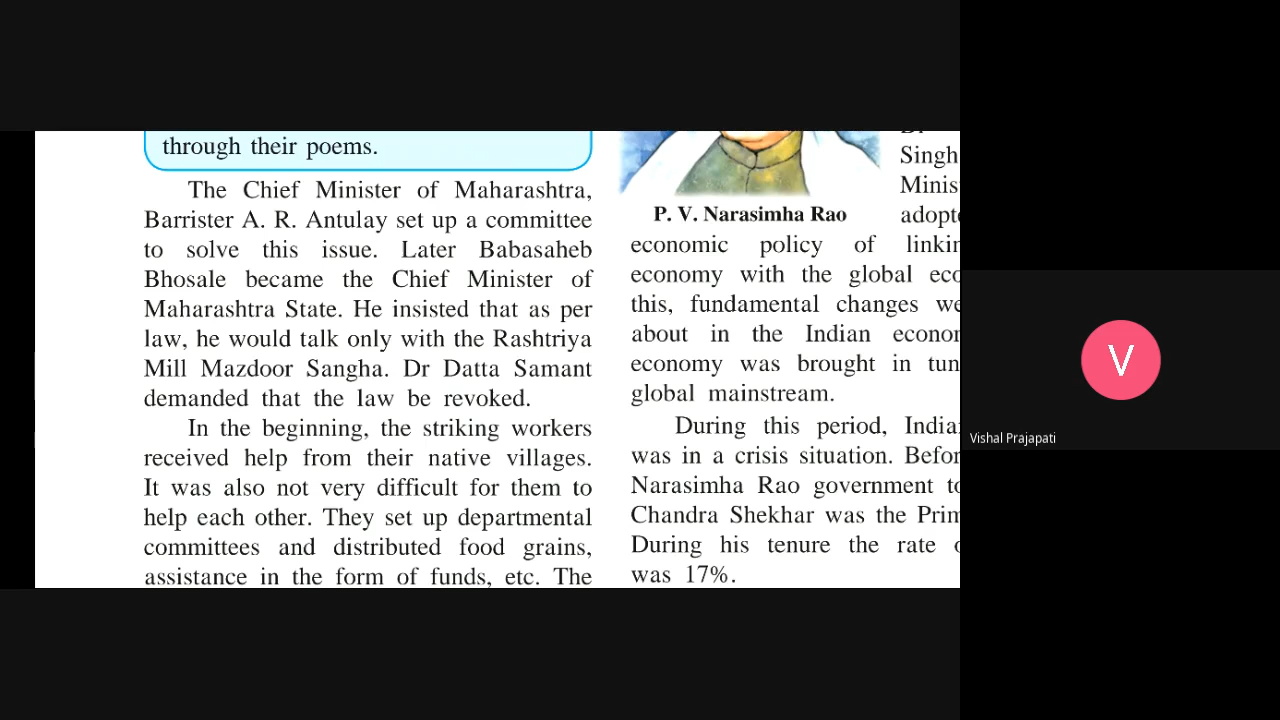 through their poems.
The Chief Minister of Maharashtra,
Barrister A. R. Antulay set up a committee
to solve this issue. Later Babasaheb
Bhosale became the Chief Minister of
Maharashtra State. He insisted that as per
law, he would talk only with the Rashtriya
Mill Mazdoor Sangha. Dr Datta Samant
demanded that the law be revoked.
In the beginning, the striking workers
received help from their native villages.
It was also not very difficult for them to
help each other. They set up departmental
committees and distributed food grains,
assistance in the form of funds, etc. The
Singh
P. V. Narasimha Rao
economic policy of
economy with the global
this, fundamental changes
about in the Indian
economy was brought in
global mainstream.
During this period,
was in a crisis situation.
Narasimha Rao government
Chandra Shekhar was the
During his tenure the rate
was 17%.
V
Vishal Prajapati